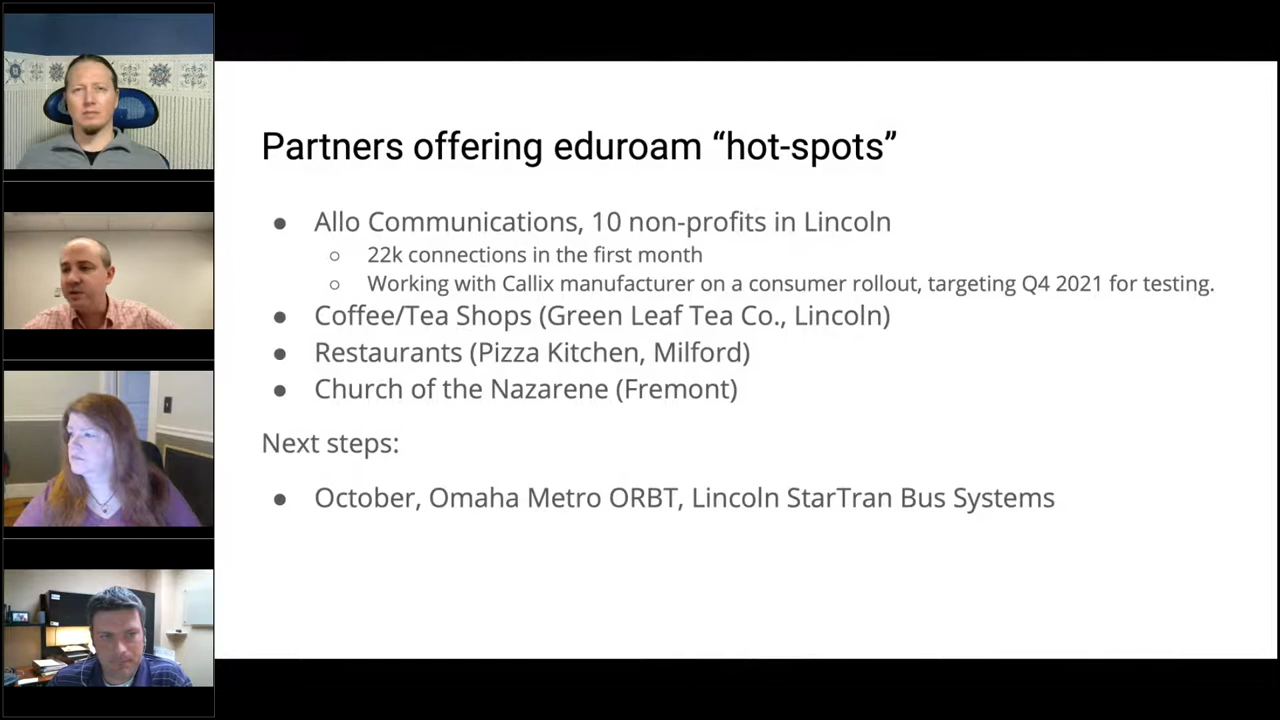 Partners offering eduroam “hot-spots”
● Allo Communications, 10 non-profits in Lincoln
○ 22k connections in the first month
○ Working with Callix manufacturer on a consumer rollout, targeting Q4 2021 for testing.
● Coffee/Tea Shops (Green Leaf Tea Co., Lincoln)
● Restaurants (Pizza Kitchen, Milford)
● Church of the Nazarene (Fremont)
Next steps:
● October, Omaha Metro ORBT, Lincoln StarTran Bus Systems